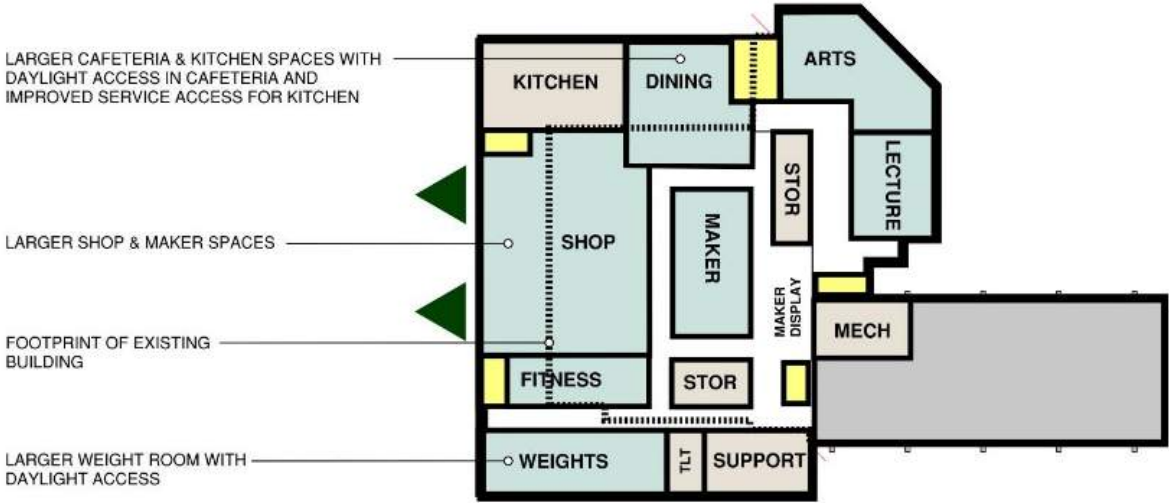 LARGER CAFETERIA & KITCHEN SPACES WITH
DAYLIGHT ACCESS IN CAFETERIA AND
IMPROVED SERVICE ACCESS FOR KITCHEN
LARGER SHOP & MAKER SPACES
FOOTPRINT OF EXISTING
BUILDING
LARGER WEIGHT ROOM WITH
DAYLIGHT ACCESS
KITCHEN
DINING
ARTS
LECTURE
STOR
SHOP
MAKER
MAKER
DISPLAY
MECH
FITNESS
STOR
WEIGHTS
TLT
SUPPORT